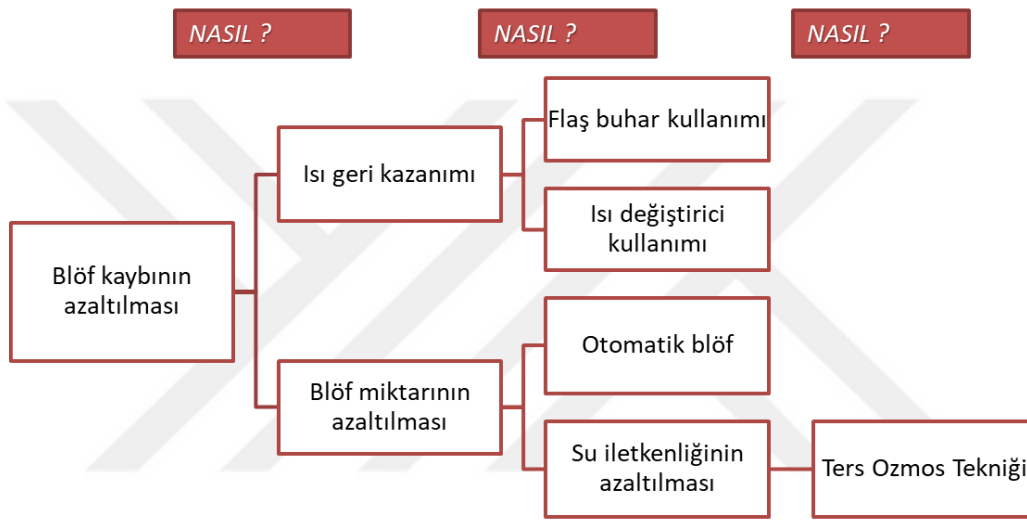 NASIL ?
NASIL ?
NASIL ?
Flaş buhar kullanımı
Isı geri kazanımı
Isı değiştirici
kullanımı
Blöf kaybının
azaltılması
Otomatik blöf
Blöf miktarının
azaltılması
Su iletkenliğinin
azaltılması
Ters Ozmos Tekniği